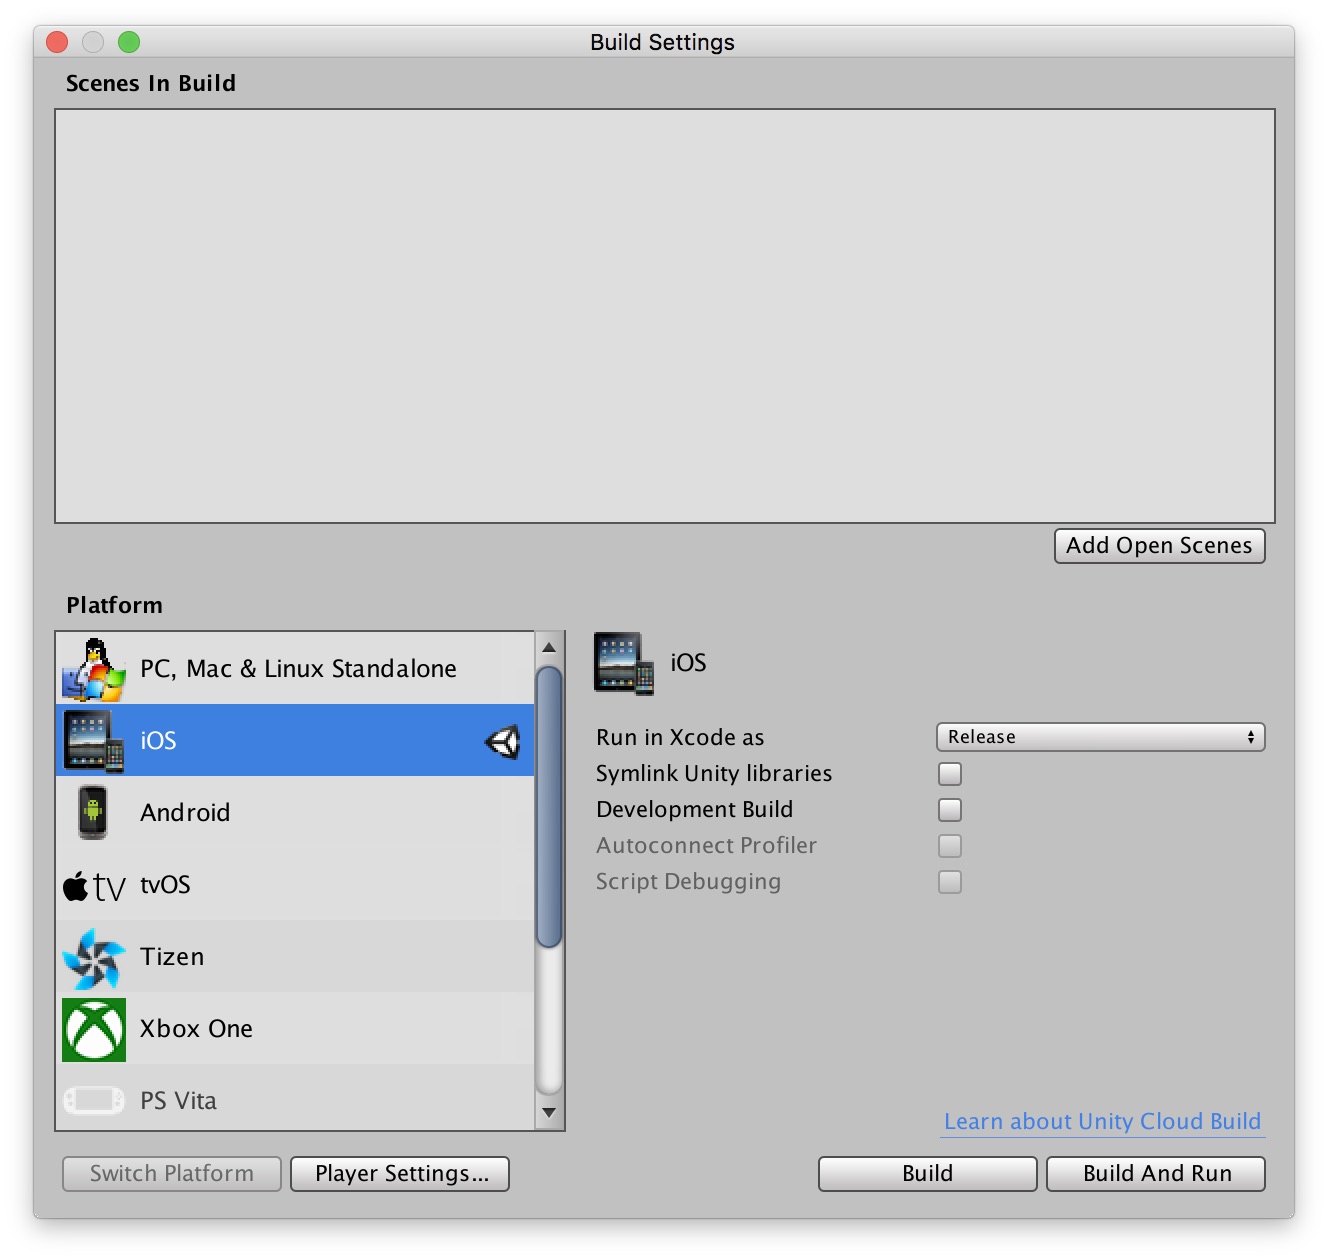 Build Settings
Scenes In Build
Add Open Scenes
Platform
PC, Mac & Linux Standalone
iOS
Android
tv tvOS
Tizen
Xbox One
PS Vita
iOS
Run in Xcode as Release
Symlink Unity libraries
Development Build
Autoconnect Profiler
Script Debugging
Learn about Unity Cloud Build
Switch Platform Player Settings... Build Build And Run